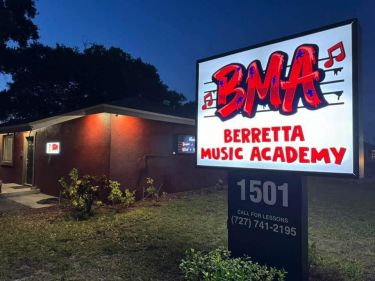 BMA
BERRETTA
MUSIC ACADEMY
1501
CALL FOR LESSONS
(727) 741-2195